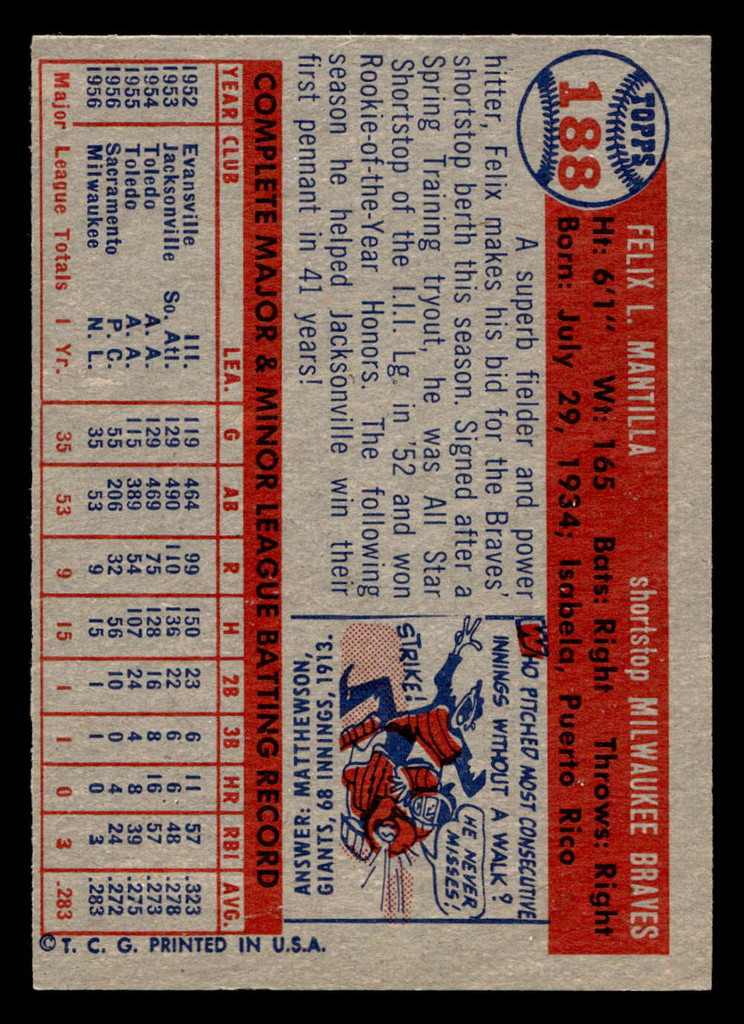 TOPPS
188
FELIX L. MANTILLA shortstop MILWAUKEE BRAVES
Ht: 6'1" Wt: 165 Bats: Right Throws: Right
Born: July 29, 1934; Isabela, Puerto Rico
A superb fielder and power
hitter, Felix makes his bid for the Braves'
shortstop berth this season. Signed after a
Spring Training tryout, he was All Star
Shortstop of the I.I.I. Lg in '52 and won
Rookie-of-the-Year Honors. The following
season he helped Jacksonville win their
first pennant in 41 years!
WHO PITCHED MOST CONSECUTIVE
INNINGS WITHOUT A WALK?
HE NEVER
MISSES!
STRIKE!
ANSWER: MATTHEWSON,
GIANTS, 68 INNINGS, 1913.
COMPLETE MAJOR & MINOR LEAGUE BATTING RECORD
YEAR CLUB LEA. G AB R H 2B 3B HR RBI AVG.
1952 Evansville III. 119 464 99 150 23 6 11 57 .323
1953 Jacksonville So. Atl. 129 490 110 136 22 6 6 48 .278
1954 Toledo A. A. 129 469 75 128 16 8 16 57 .273
1955 Toledo A. A. 115 389 54 107 24 4 8 39 .275
1956 Sacramento P. C. 55 206 32 56 10 0 4 24 .272
1956 Milwaukee N. L. 35 53 9 15 1 1 0 3 .283
Major League Totals 1 Yr. 35 53 9 15 1 1 0 3 .283
© T. C. G. PRINTED IN U.S.A.